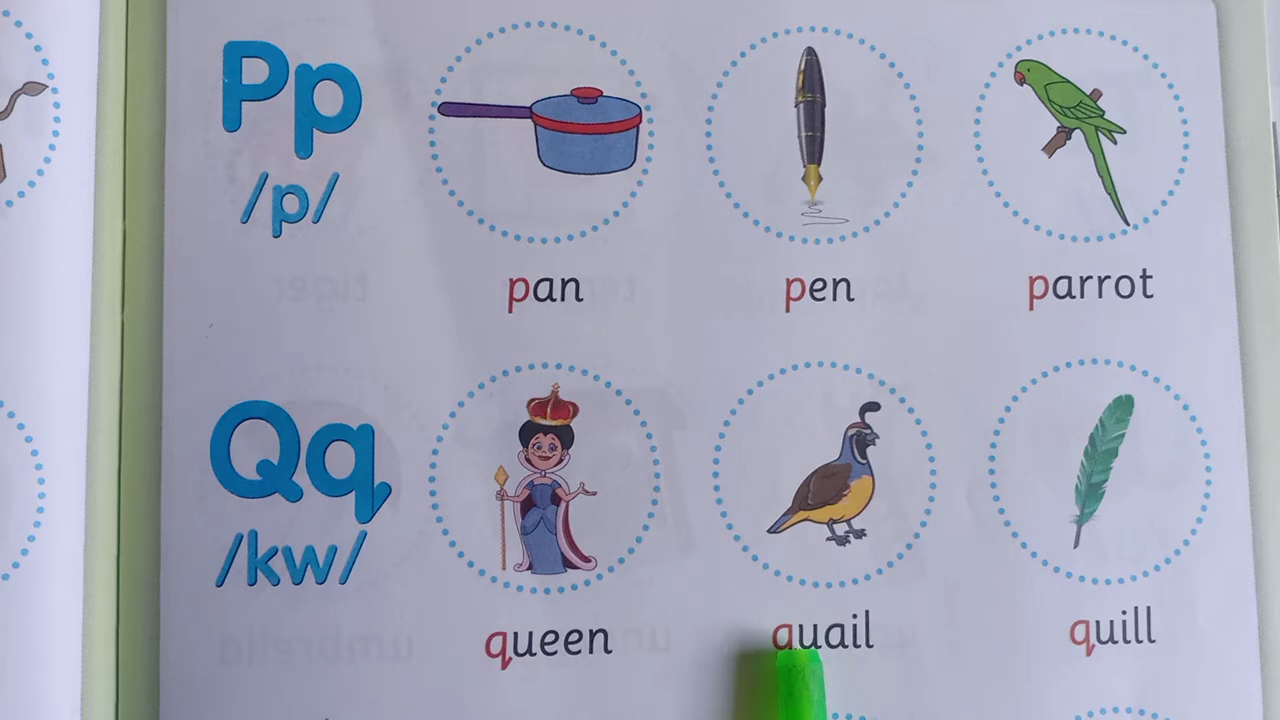 Pp
/p/
pan pen parrot
Qq
/kw/
queen quail quill